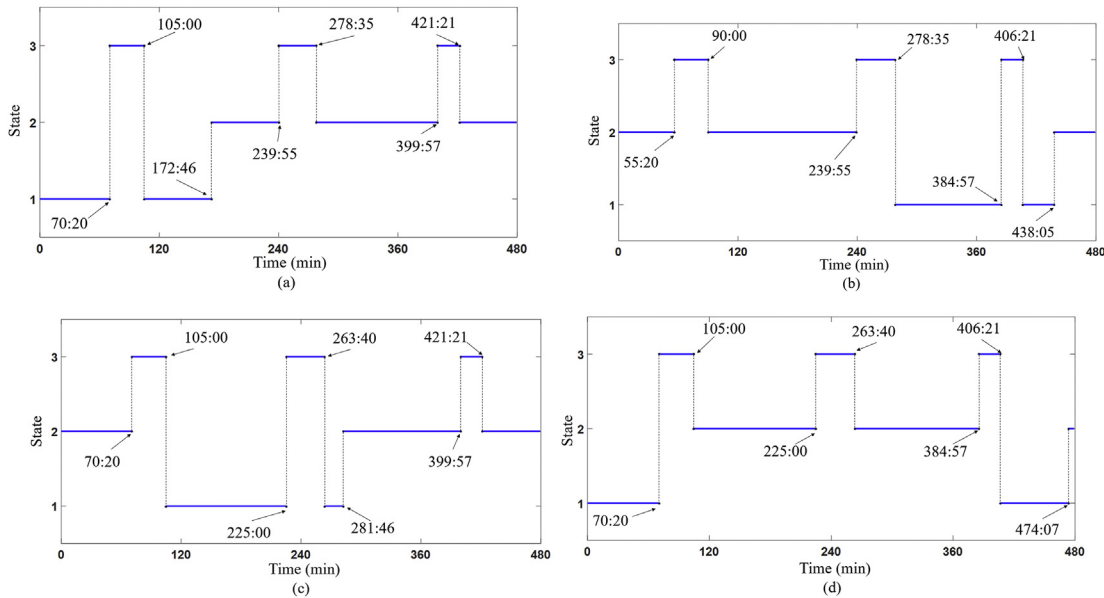 105:00
278:35
421:21
3
State
2
172:46
239:55
399:57
1
70:20
0 120 240 360 480
Time (min)
(a)
90:00
278:35
406:21
3
State
2
55:20
239:55
384:57
1
438:05
0 120 240 360 480
Time (min)
(b)
105:00
263:40
421:21
3
State
2
70:20
399:57
1
225:00
281:46
0 120 240 360 480
Time (min)
(c)
105:00
263:40
406:21
3
State
2
225:00
384:57
1
70:20
474:07
0 120 240 360 480
Time (min)
(d)